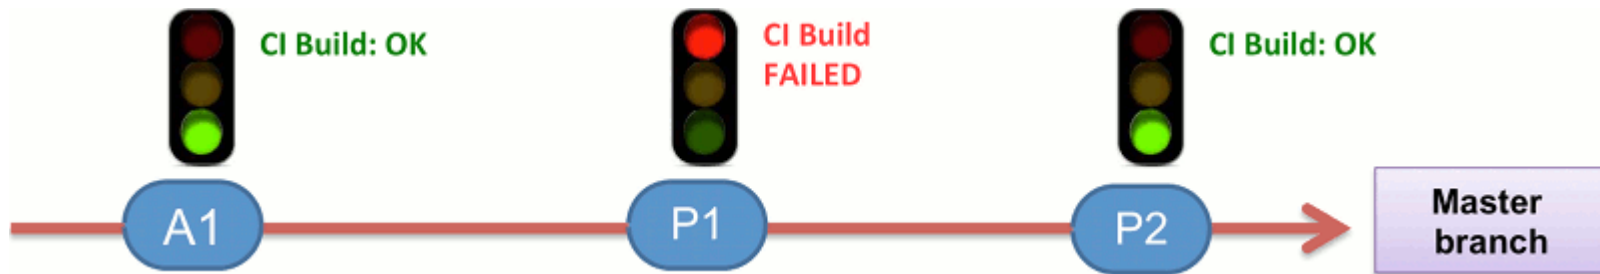 CI Build: OK
CI Build
FAILED
CI Build: OK
A1
P1
P2
Master
branch